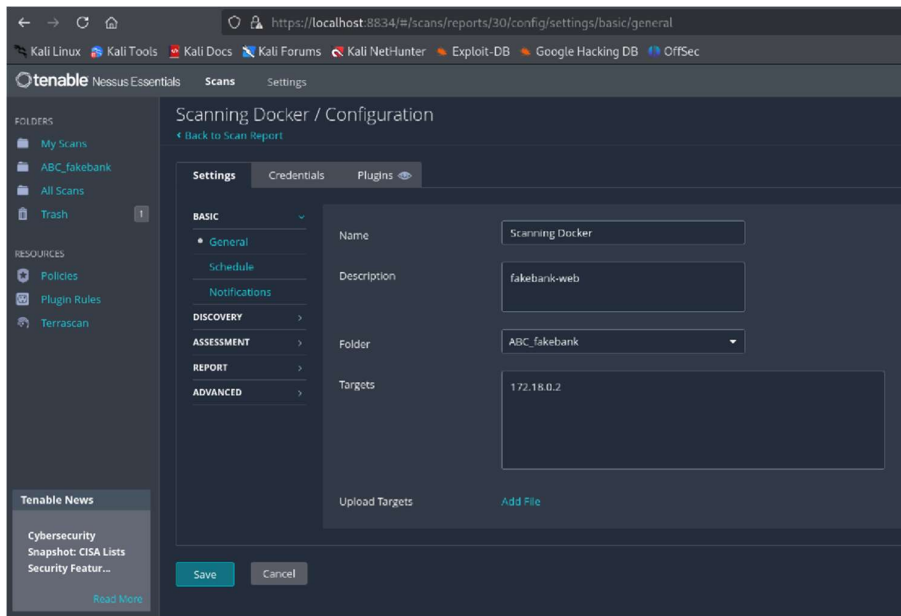 https://localhost:8834/#/scans/reports/30/config/settings/basic/general
Kali Linux Kali Tools Kali Docs Kali Forums Kali NetHunter Exploit-DB Google Hacking DB OffSec
tenable Nessus Essentials Scans Settings
FOLDERS
My Scans
ABC_fakebank
All Scans
Trash 1
RESOURCES
Policies
Plugin Rules
Terrascan
Tenable News
Cybersecurity
Snapshot: CISA Lists
Security Featur...
Read More
Scanning Docker / Configuration
Back to Scan Report
Settings Credentials Plugins
BASIC
General
Schedule
Notifications
DISCOVERY
ASSESSMENT
REPORT
ADVANCED
Name Scanning Docker
Description fakebank-web
Folder ABC_fakebank
Targets 172.18.0.2
Upload Targets Add File
Save Cancel